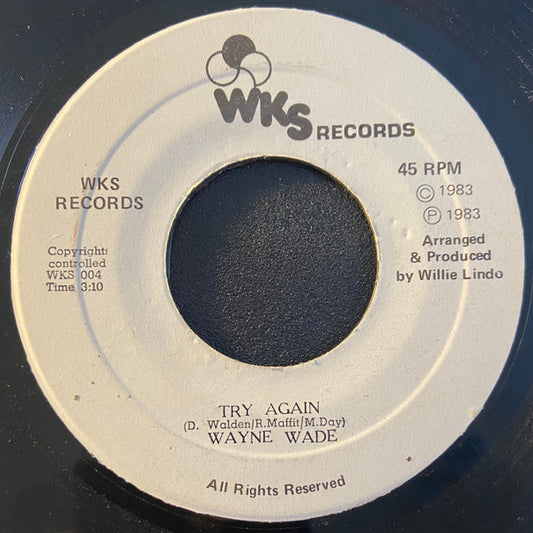 WKS RECORDS
WKS
RECORDS
Copyrights
controlled
WKS 004
Time 3:10
45 RPM
© 1983
℗ 1983
Arranged
& Produced
by Willie Lindo
TRY AGAIN
(D. Walden/R.Maffit/M.Day)
WAYNE WADE
All Rights Reserved